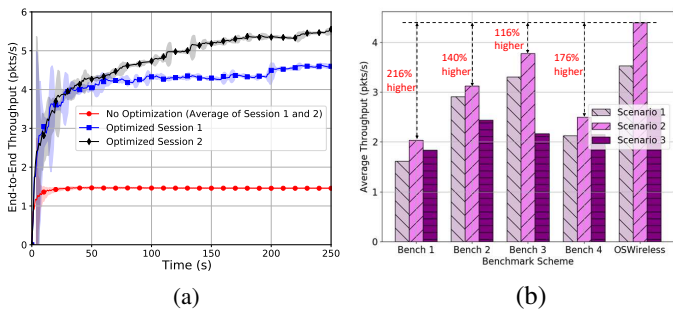 (a)
End-to-End Throughput (pkts/s)
6
5
4
3
2
1
0
No Optimization (Average of Session 1 and 2)
Optimized Session 1
Optimized Session 2
0 50 100 150 200 250
Time (s)
(a)
(b)
Average Throughput (pkts/s)
4
3
2
1
0
216%
higher
140%
higher
116%
higher
176%
higher
Scenario 1
Scenario 2
Scenario 3
Bench 1 Bench 2 Bench 3 Bench 4 OSWireless
Benchmark Scheme
(b)